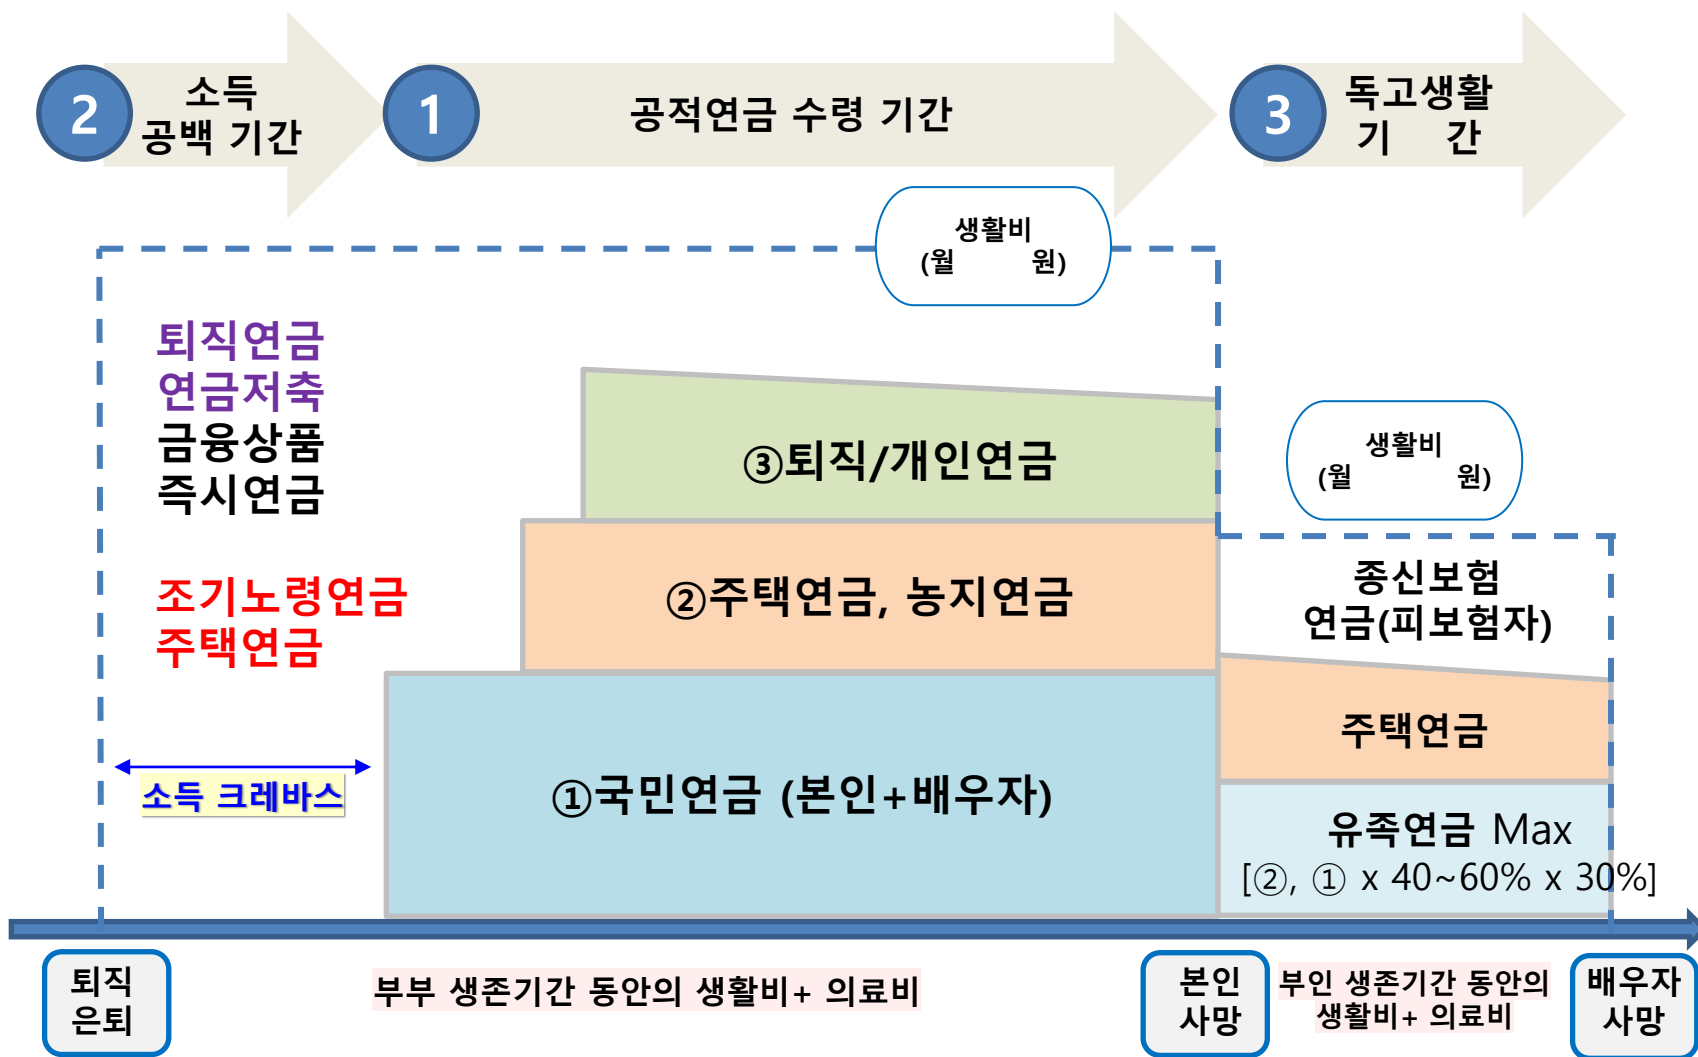 2
소득
공백 기간
1
공적연금 수령 기간
3
독고생활
기 간
생활비
(월 원)
퇴직연금
연금저축
금융상품
즉시연금
조기노령연금
주택연금
소득 크레바스
③퇴직/개인연금
②주택연금, 농지연금
①국민연금 (본인+배우자)
생활비
(월 원)
종신보험
연금(피보험자)
주택연금
유족연금 Max
[②, ① x 40~60% x 30%]
퇴직
은퇴
부부 생존기간 동안의 생활비+ 의료비
본인
사망
부인 생존기간 동안의
생활비+ 의료비
배우자
사망